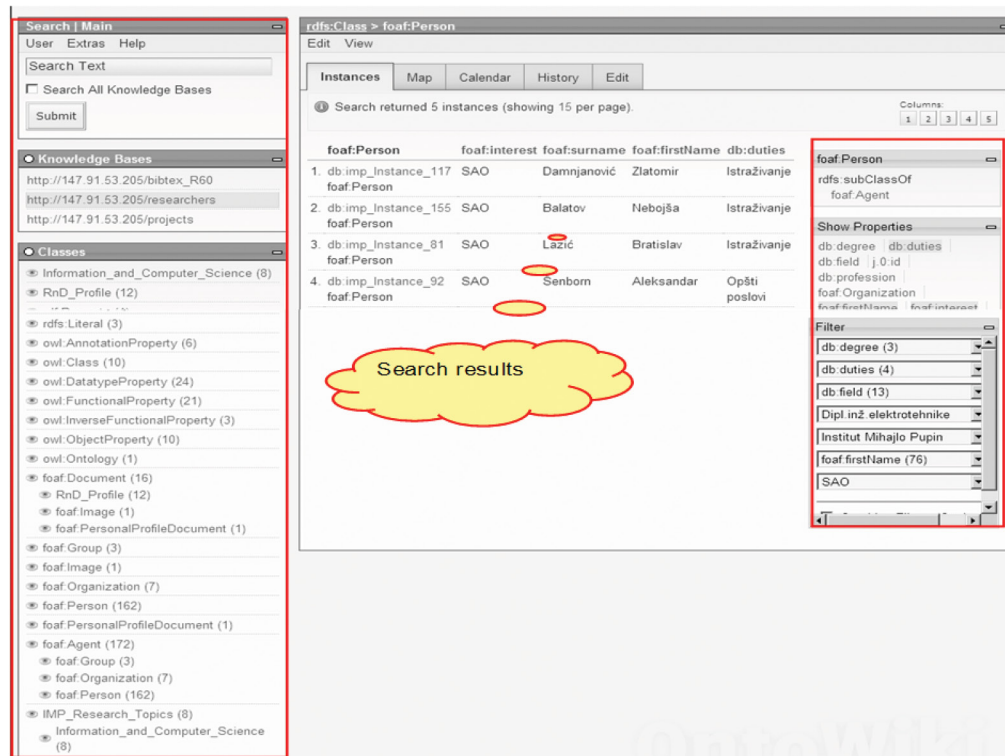 Search | Main
User Extras Help
Search Text
Search All Knowledge Bases
Submit
Knowledge Bases
http://147.91.53.205/bibtex_R60
http://147.91.53.205/researchers
http://147.91.53.205/projects
Classes
Information_and_Computer_Science (8)
RnD_Profile (12)
rdfs:Literal (3)
owl:AnnotationProperty (6)
owl:Class (10)
owl:DatatypeProperty (24)
owl:FunctionalProperty (21)
owl:InverseFunctionalProperty (3)
owl:ObjectProperty (10)
owl:Ontology (1)
foaf:Document (16)
RnD_Profile (12)
foaf:Image (1)
foaf:PersonalProfileDocument (1)
foaf:Group (3)
foaf:Image (1)
foaf:Organization (7)
foaf:Person (162)
foaf:PersonalProfileDocument (1)
foaf:Agent (172)
foaf:Group (3)
foaf:Organization (7)
foaf:Person (162)
IMP_Research_Topics (8)
Information_and_Computer_Science
(8)
rdfs:Class > foaf:Person
Edit View
Instances Map Calendar History Edit
Search returned 5 instances (showing 15 per page).
Columns:
1 2 3 4 5
foaf:Person foaf:interest foaf:surname foaf:firstName db:duties
1. db:imp_Instance_117 SAO Damnjanović Zlatomir Istraživanje
foaf:Person
2. db:imp_Instance_155 SAO Balatov Nebojša Istraživanje
foaf:Person
3. db:imp_Instance_81 SAO Lazić Bratislav Istraživanje
foaf:Person
4. db:imp_Instance_92 SAO Senborn Aleksandar Opšti
foaf:Person poslovi
Search results
foaf:Person
rdfs:subClassOf
foaf:Agent
Show Properties
db:degree db:duties
db:field j.0:id
db:profession
foaf:Organization
foaf:firstName foaf:interest
Filter
db:degree (3)
db:duties (4)
db:field (13)
Dipl.inž.elektrotehnike
Institut Mihajlo Pupin
foaf:firstName (76)
SAO
OntoWiki